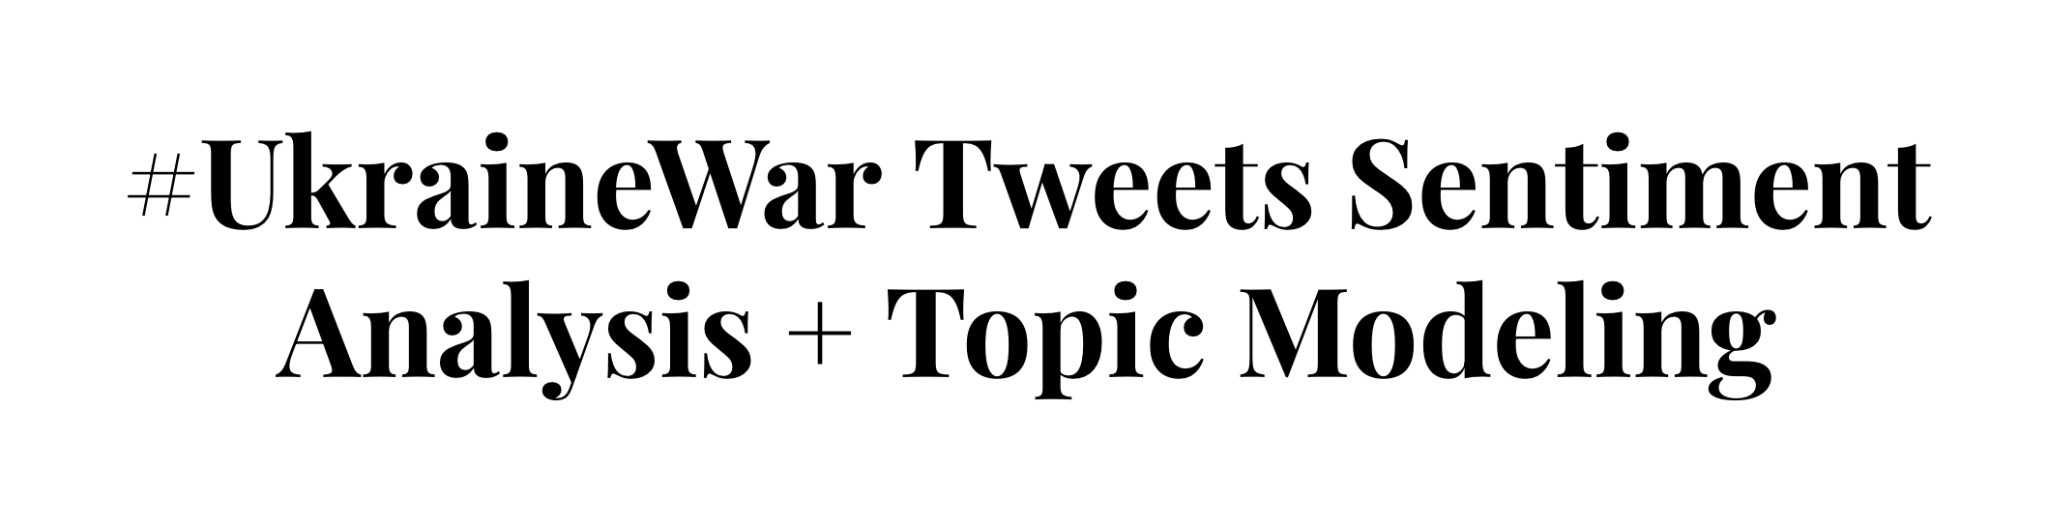 #UkraineWar Tweets Sentiment
Analysis + Topic Modeling